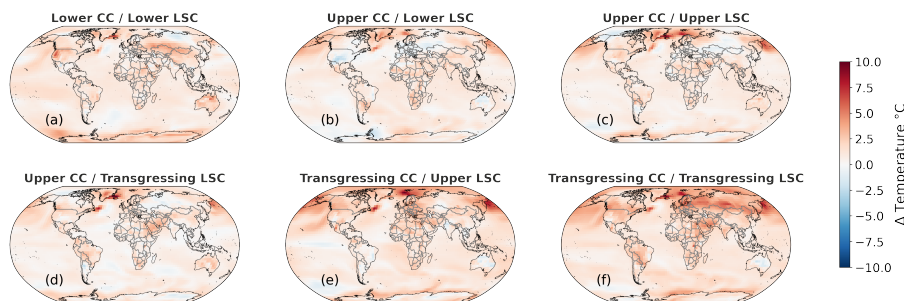 Lower CC / Lower LSC
Upper CC / Lower LSC
Upper CC / Upper LSC
(a)
(b)
(c)
Upper CC / Transgressing LSC
Transgressing CC / Upper LSC
Transgressing CC / Transgressing LSC
(d)
(e)
(f)
10.0
7.5
5.0
2.5
0.0
−2.5
−5.0
−7.5
−10.0
Δ Temperature °C